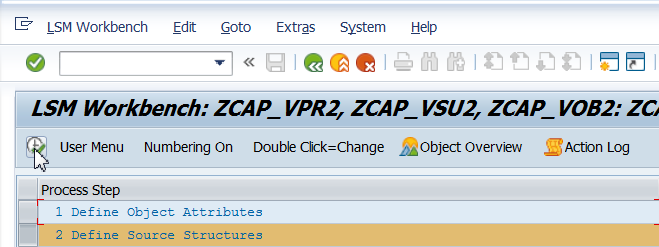 LSM Workbench Edit Goto Extras System Help
LSM Workbench: ZCAP_VPR2, ZCAP_VSU2, ZCAP_VOB2: ZCA
User Menu Numbering On Double Click=Change Object Overview Action Log
Process Step
1 Define Object Attributes
2 Define Source Structures